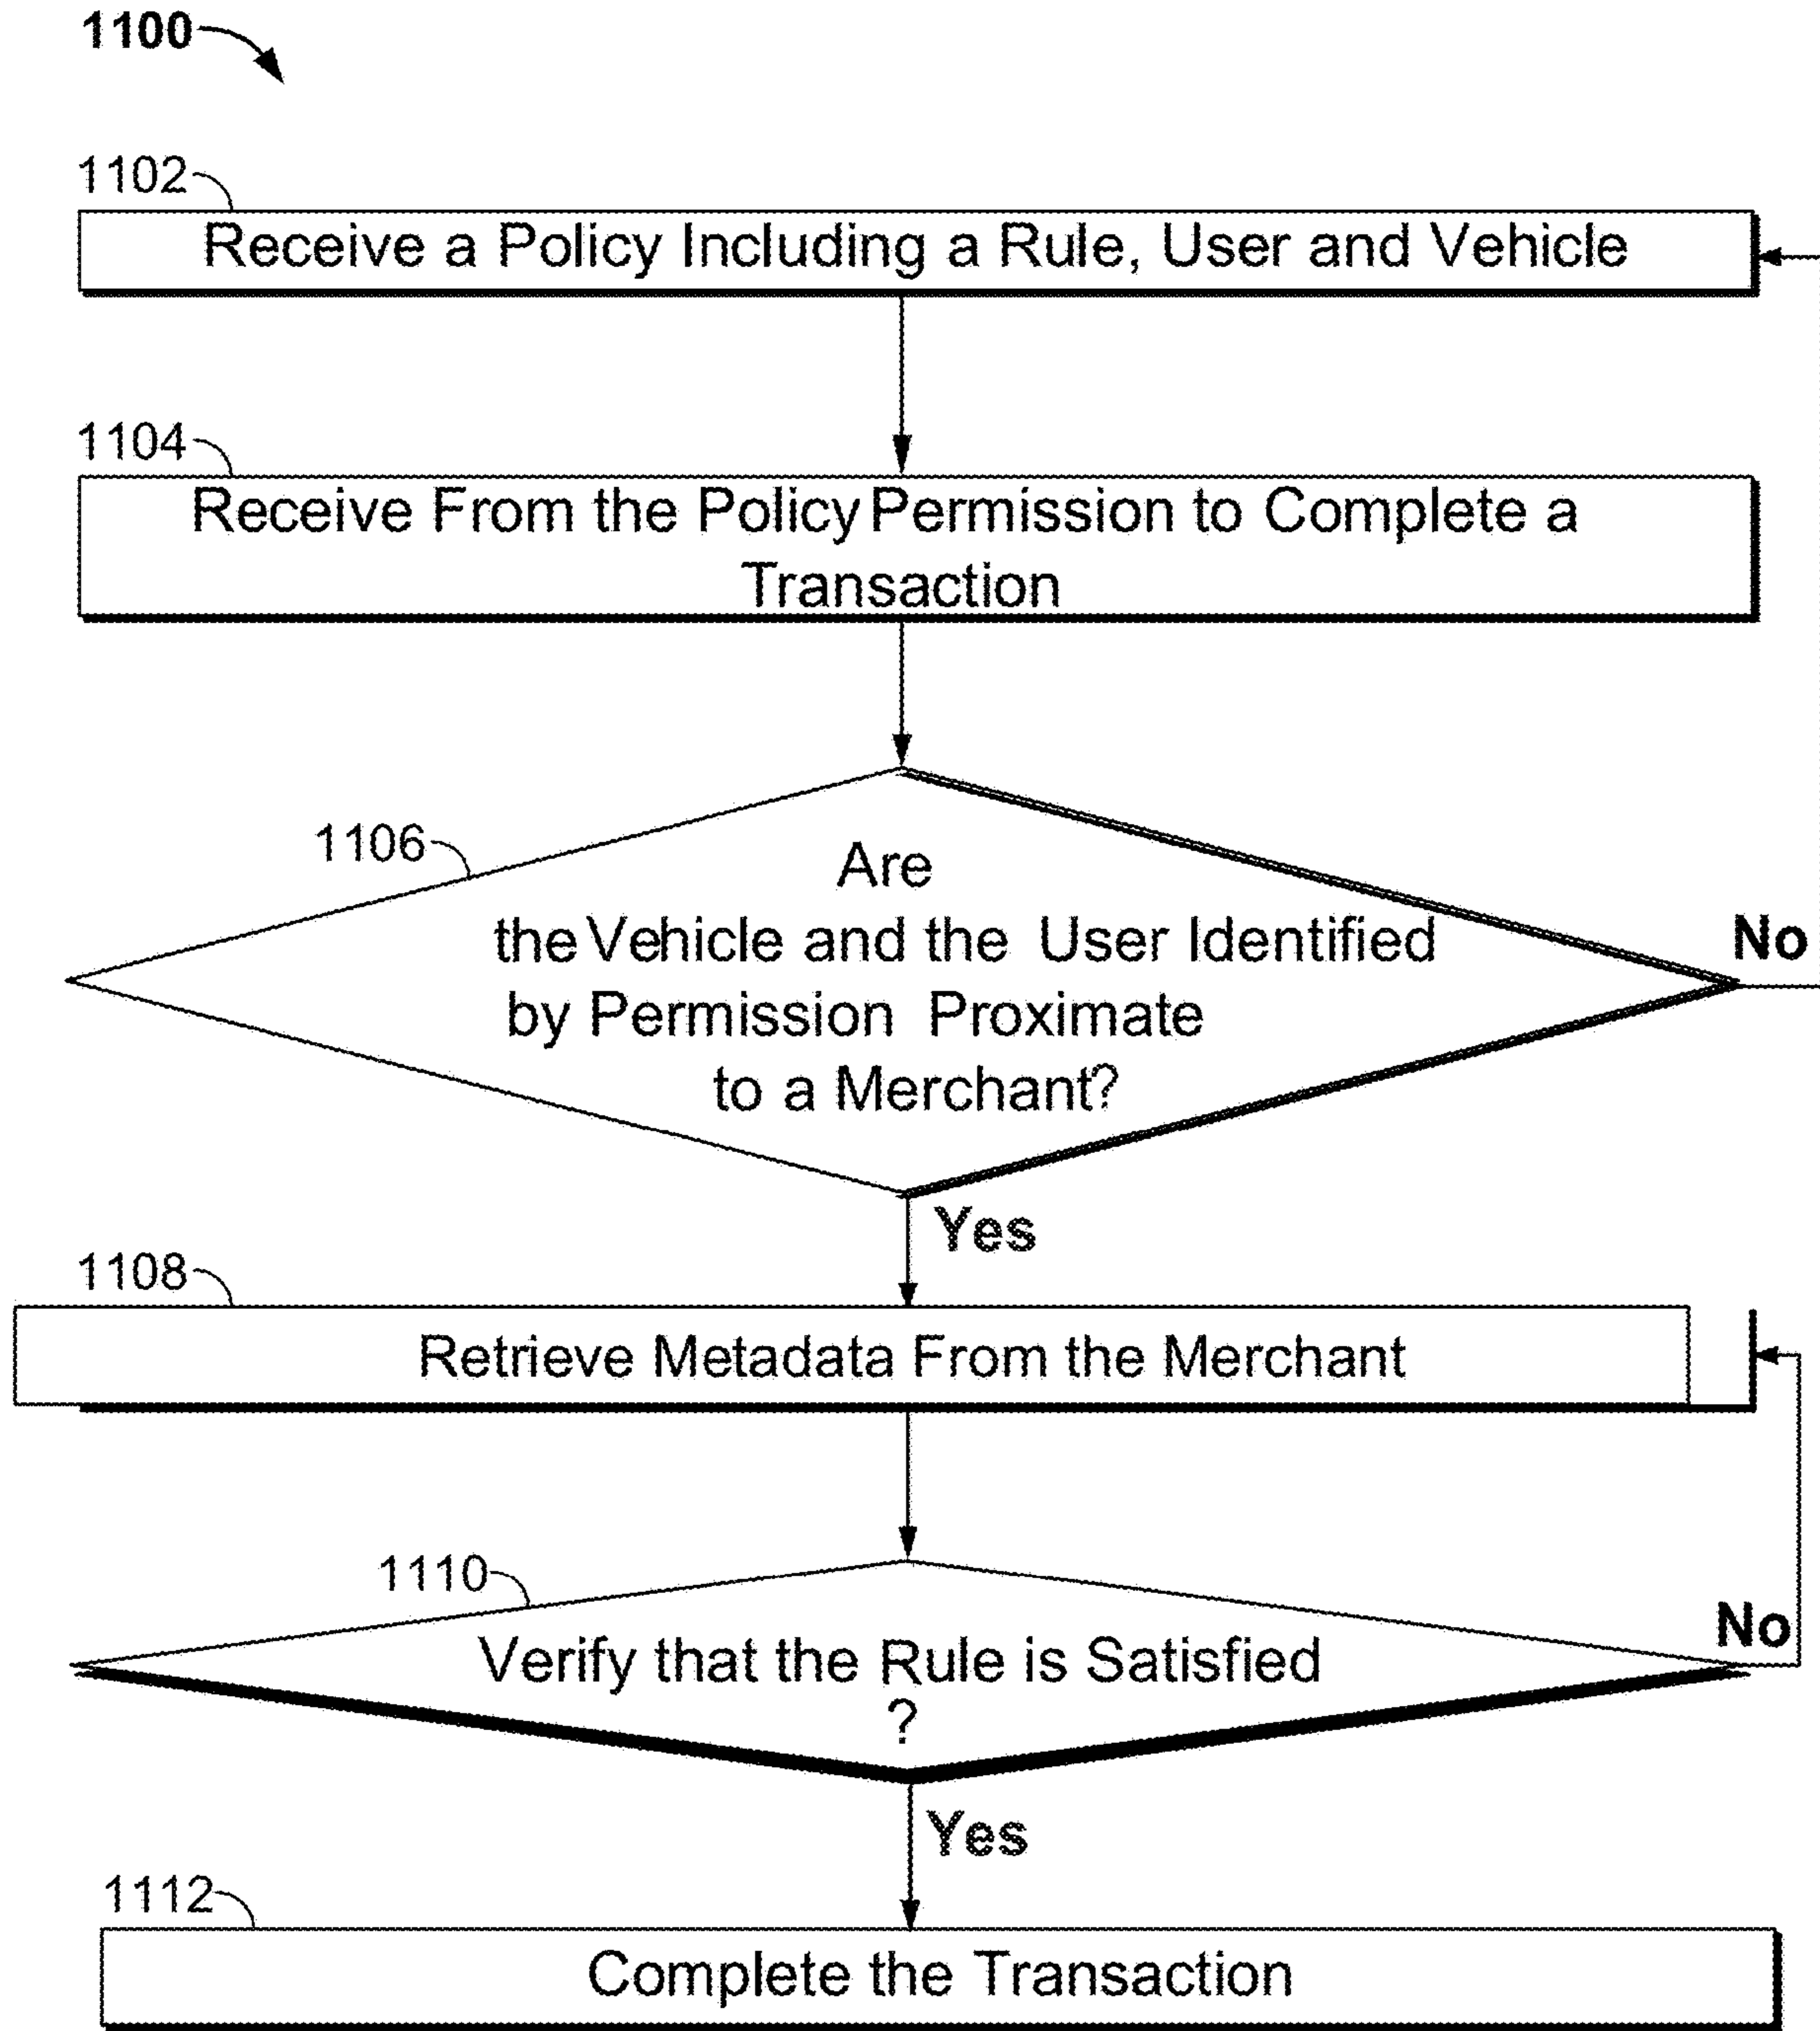 1100
1102
Receive a Policy Including a Rule, User and Vehicle
1104
Receive From the Policy Permission to Complete a
Transaction
1106
Are
the Vehicle and the User Identified
by Permission Proximate
to a Merchant?
No
Yes
1108
Retrieve Metadata From the Merchant
1110
Verify that the Rule is Satisfied
?
No
Yes
1112
Complete the Transaction